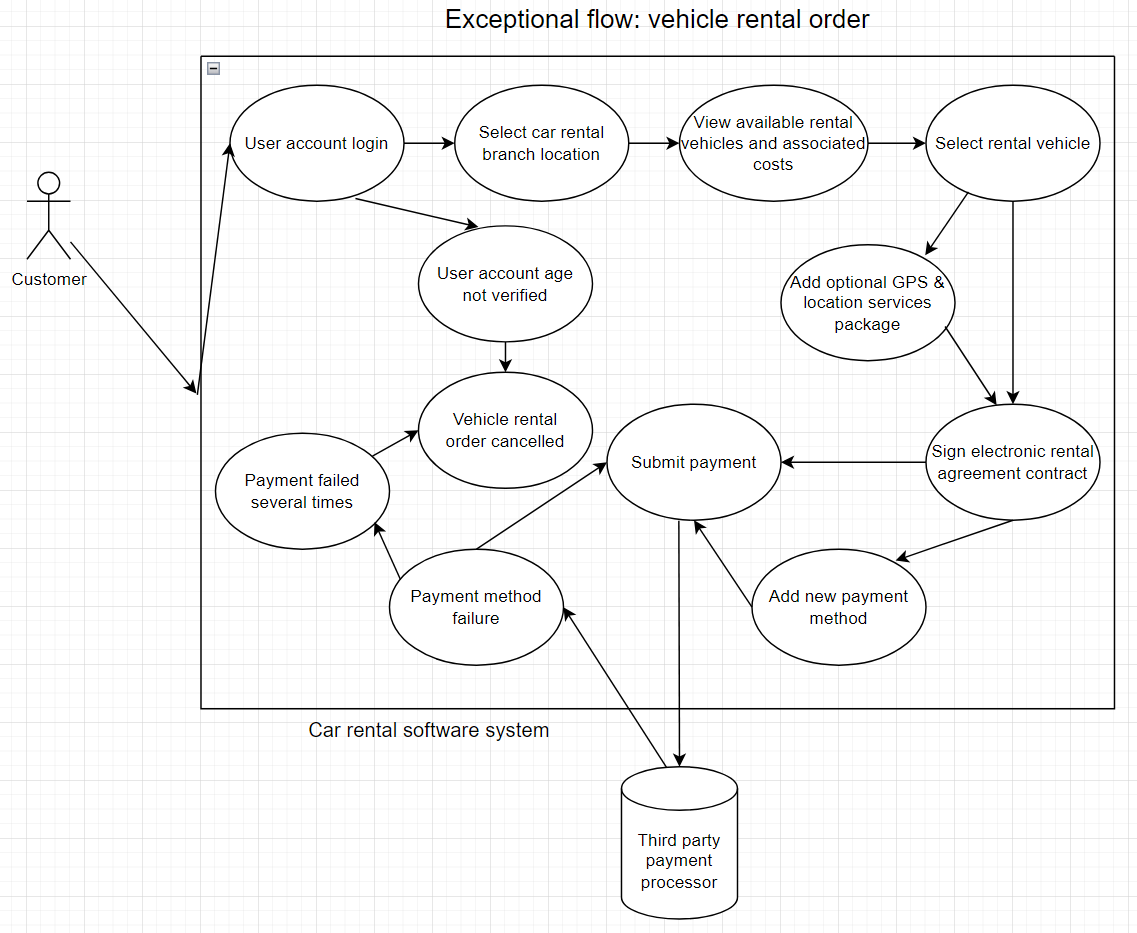 Exceptional flow: vehicle rental order
User account login
Select car rental
branch location
View available rental
vehicles and associated
costs
Select rental vehicle
Customer
User account age
not verified
Add optional GPS &
location services
package
Vehicle rental
order cancelled
Submit payment
Sign electronic rental
agreement contract
Payment failed
several times
Payment method
failure
Add new payment
method
Car rental software system
Third party
payment
processor